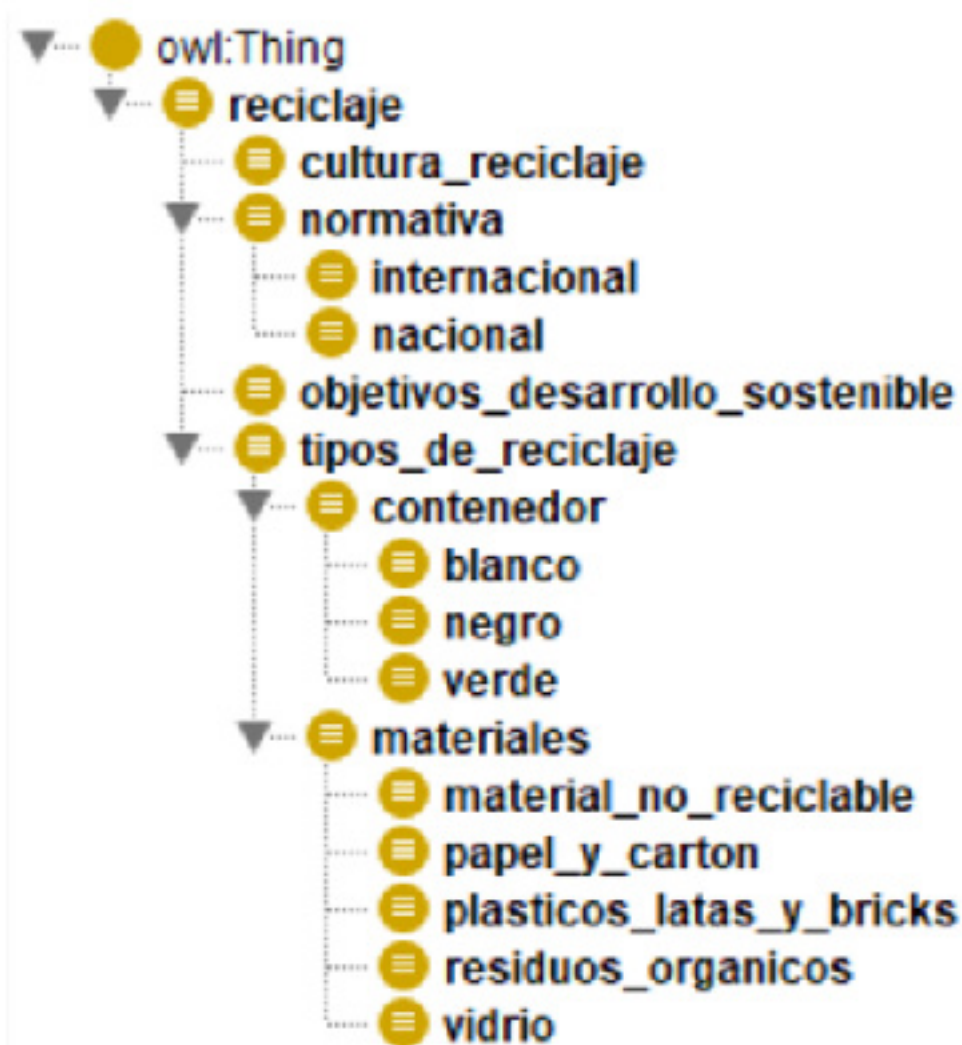 owl:Thing
reciclaje
cultura_reciclaje
normativa
internacional
nacional
objetivos_desarrollo_sostenible
tipos_de_reciclaje
contenedor
blanco
negro
verde
materiales
material_no_reciclable
papel_y_carton
plasticos_latas_y_bricks
residuos_organicos
vidrio